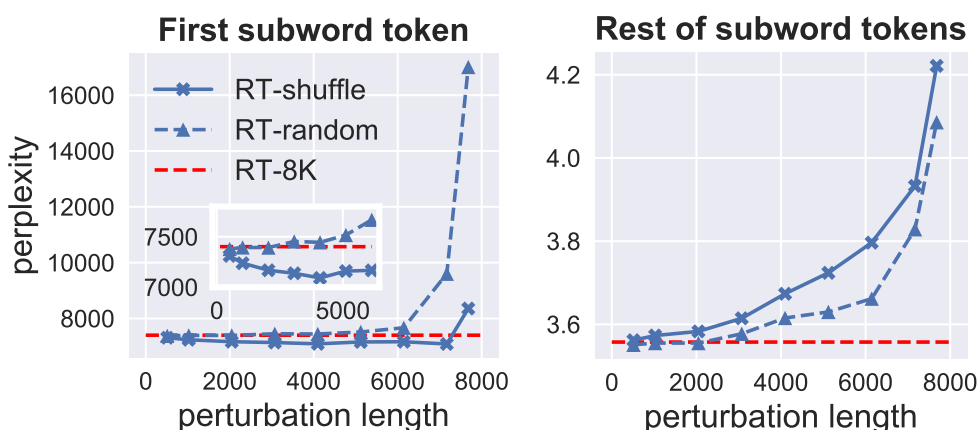 First subword token
perplexity
16000
14000
12000
10000
8000
RT-shuffle
RT-random
RT-8K
7500
7000
0 5000
0 2000 4000 6000 8000
perturbation length
Rest of subword tokens
4.2
4.0
3.8
3.6
0 2000 4000 6000 8000
perturbation length